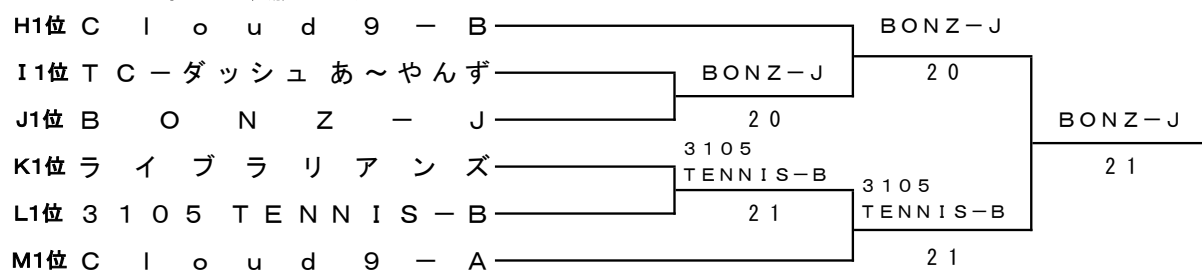 H1位 Cloud9－B
I1位 TC－ダッシュ あ～やんず
J1位 BONZ－J
K1位 ライブラリアンズ
L1位 3105 TENNIS－B
M1位 Cloud9－A
BONZ－J
20
3105
TENNIS－B
21
BONZ－J
20
3105
TENNIS－B
21
BONZ－J
21